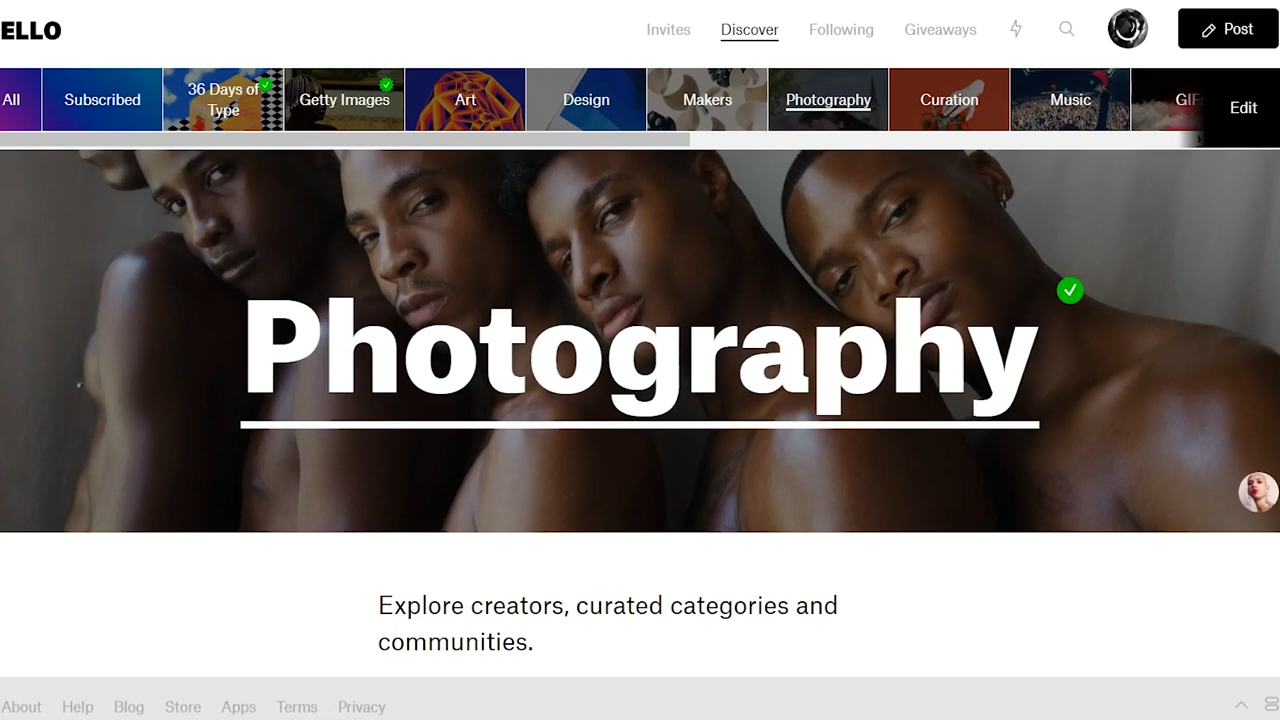 ELLO
Invites
Discover
Following
Giveaways
Post
All
Subscribed
36 Days of
Type
Getty Images
Art
Design
Makers
Photography
Curation
Music
GIFs
Edit
Photography
Explore creators, curated categories and
communities.
About
Help
Blog
Store
Apps
Terms
Privacy